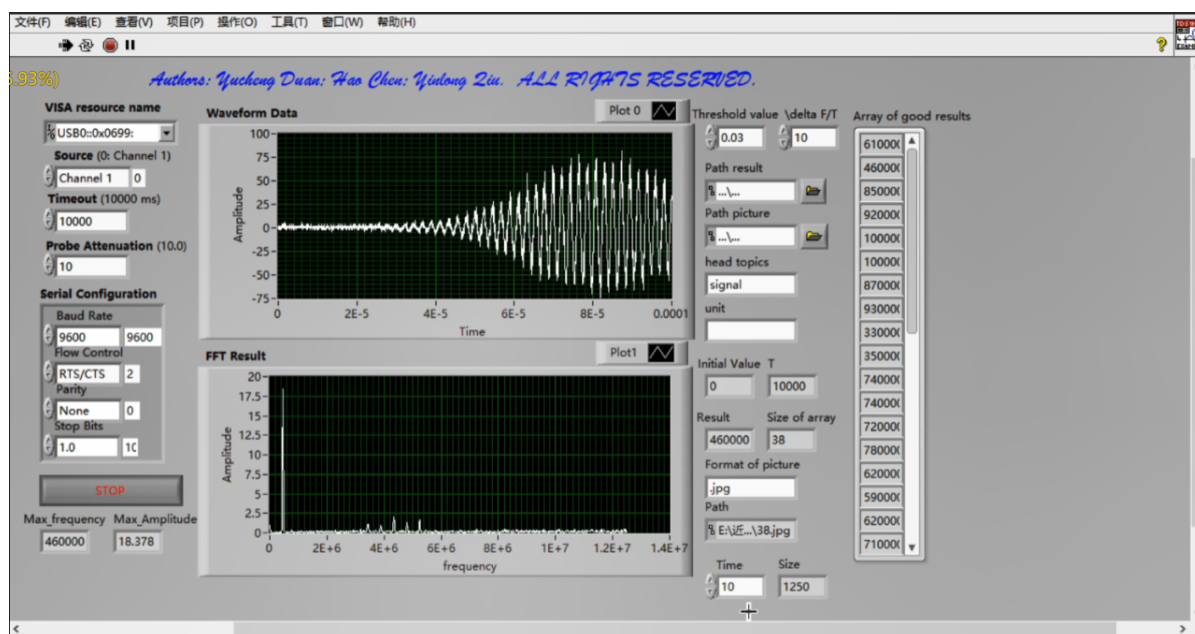 文件(F) 编辑(E) 查看(V) 项目(P) 操作(O) 工具(T) 窗口(W) 帮助(H)
?
Authors: Yucheng Duan; Hao Chen; Yinlong Qiu. ALL RIGHTS RESERVED.
VISA resource name
USB0::0x0699:
Source (0: Channel 1)
Channel 1 0
Timeout (10000 ms)
10000
Probe Attenuation (10.0)
10
Serial Configuration
Baud Rate
9600 9600
Flow Control
RTS/CTS 2
Parity
None 0
Stop Bits
1.0
STOP
Max_frequency Max_Amplitude
460000 18.378
Waveform Data
Plot 0
Amplitude
100
75
50
25
0
-25
-50
-75
0 2E-5 4E-5 6E-5 8E-5 0.0001
Time
FFT Result
Plot1
Amplitude
20
17.5
15
12.5
10
7.5
5
2.5
0
0 2E+6 4E+6 6E+6 8E+6 1E+7 1.2E+7 1.4E+7
frequency
Threshold value \delta F/T
0.03 10
Path result
...\...
Path picture
...\...
head topics
signal
unit
Initial Value T
0 10000
Result Size of array
460000 38
Format of picture
.jpg
Path
E:\近...\38.jpg
Time Size
10 1250
Array of good results
61000
46000
85000
92000
10000
10000
87000
93000
33000
35000
74000
74000
72000
78000
62000
59000
62000
71000